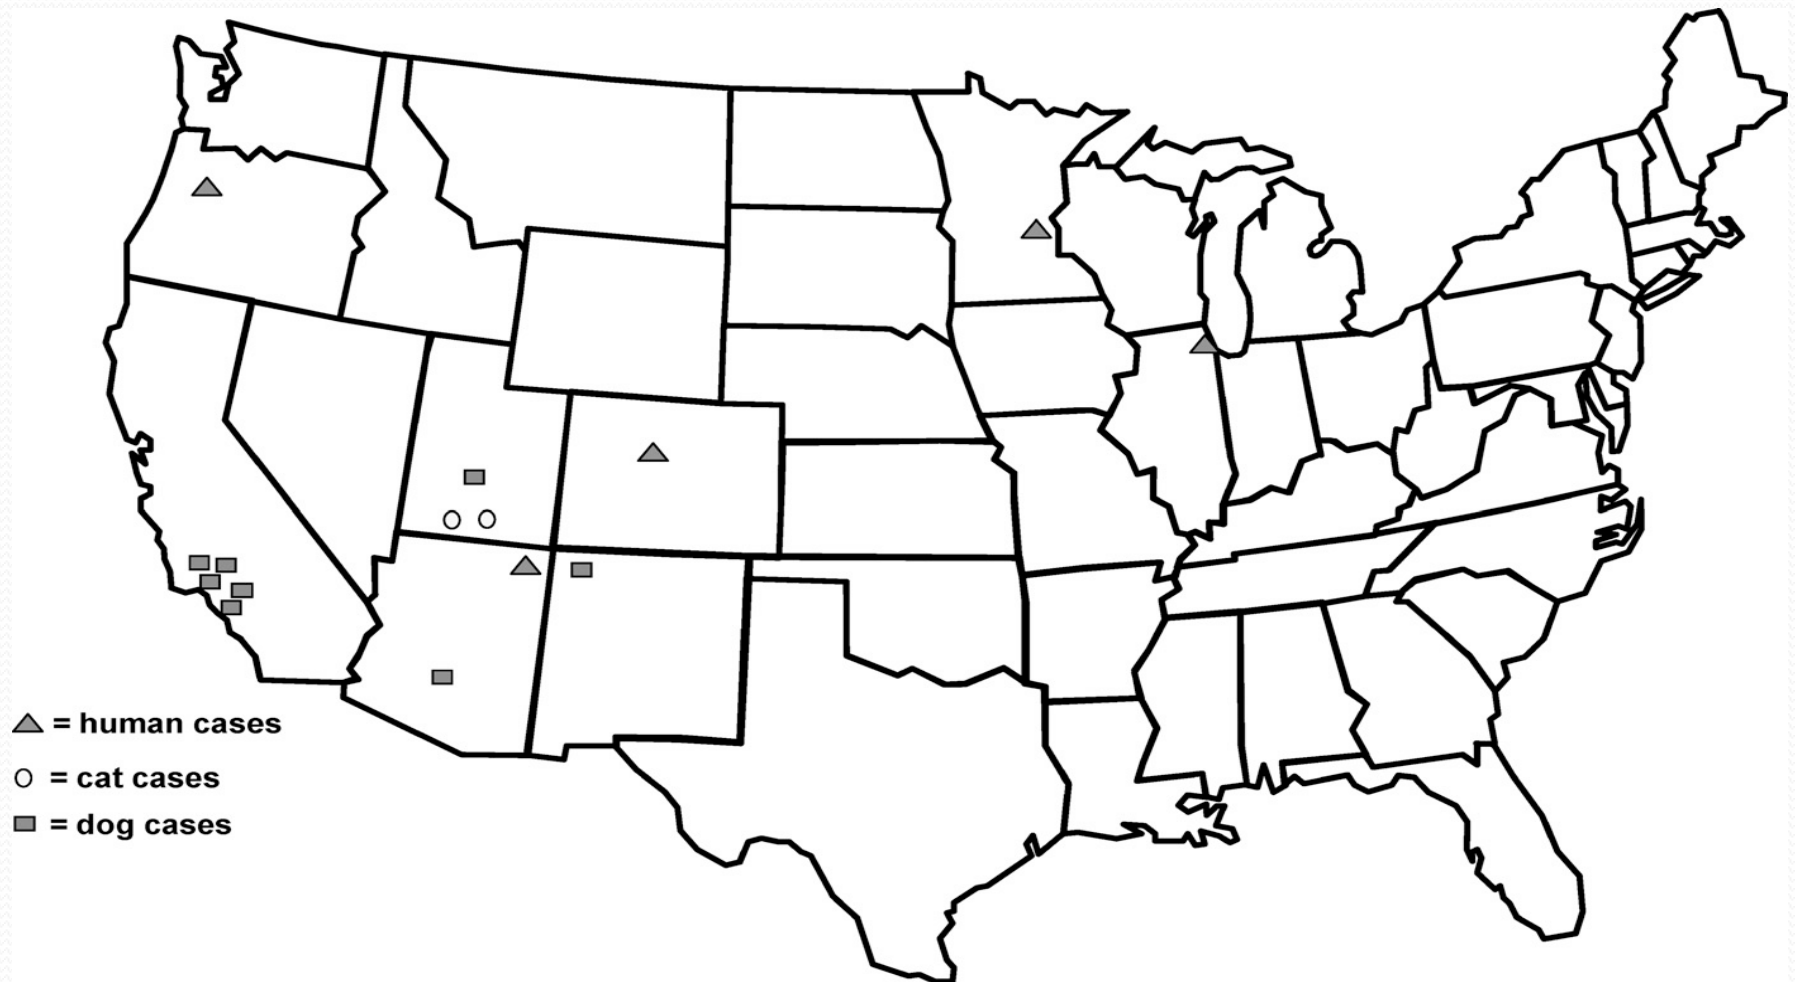 = human cases
= cat cases
= dog cases